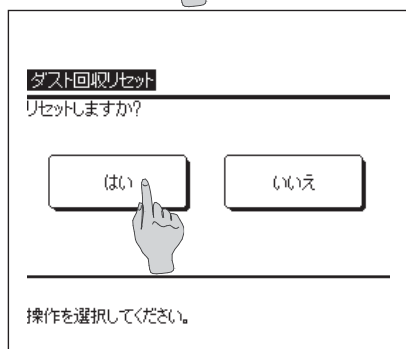 ダスト回収リセット
リセットしますか?
はい
いいえ
操作を選択してください。